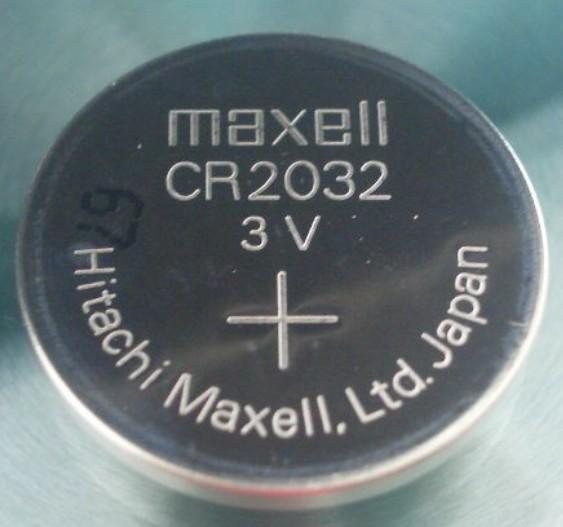 maxell
CR2032
3 V
+
Hitachi Maxell, Ltd. Japan